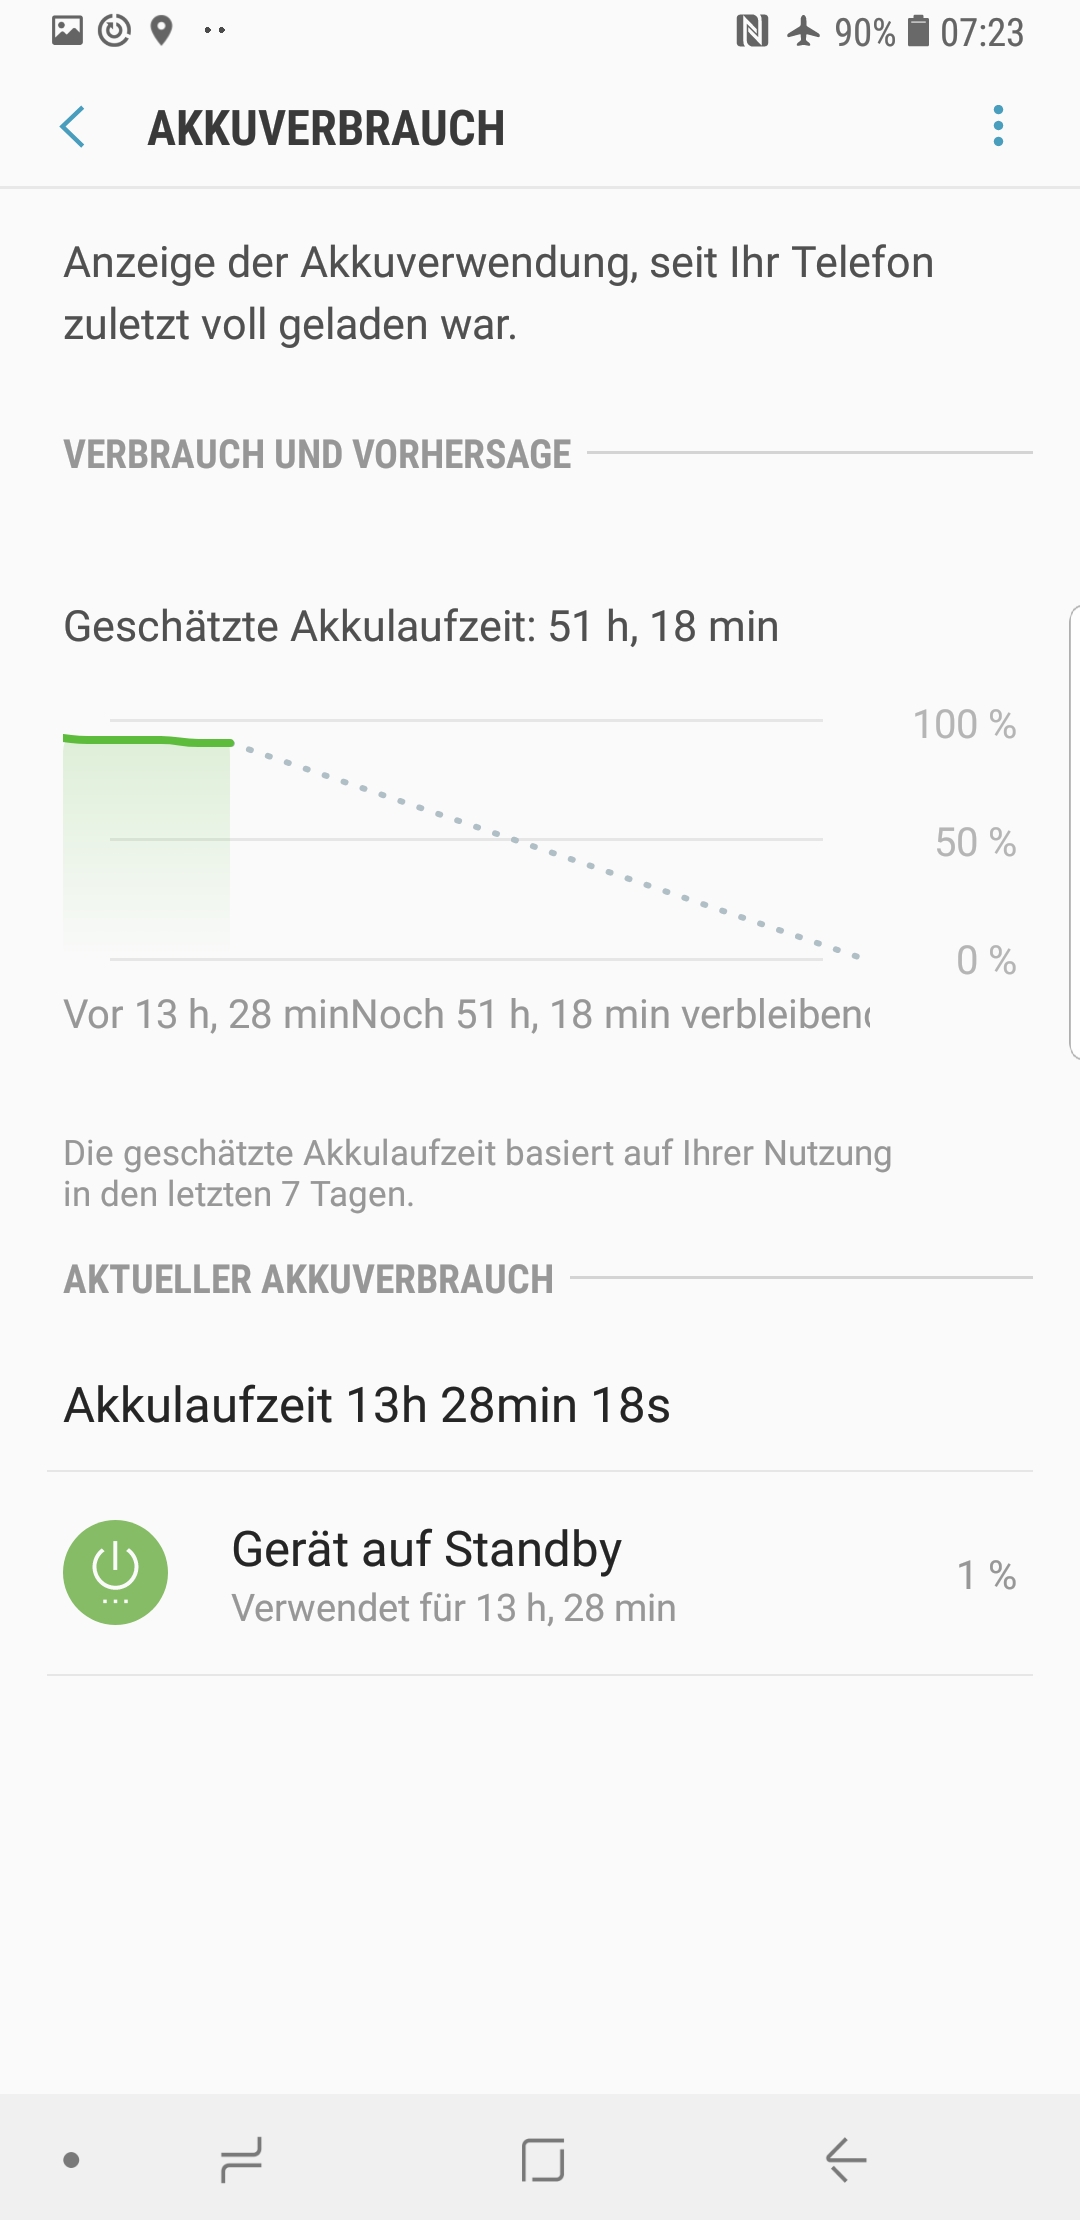 90% 07:23
AKKUVERBRAUCH
Anzeige der Akkuverwendung, seit Ihr Telefon
zuletzt voll geladen war.
VERBRAUCH UND VORHERSAGE
Geschätzte Akkulaufzeit: 51 h, 18 min
100 %
50 %
0 %
Vor 13 h, 28 minNoch 51 h, 18 min verbleiben
Die geschätzte Akkulaufzeit basiert auf Ihrer Nutzung
in den letzten 7 Tagen.
AKTUELLER AKKUVERBRAUCH
Akkulaufzeit 13h 28min 18s
Gerät auf Standby
1 %
Verwendet für 13 h, 28 min